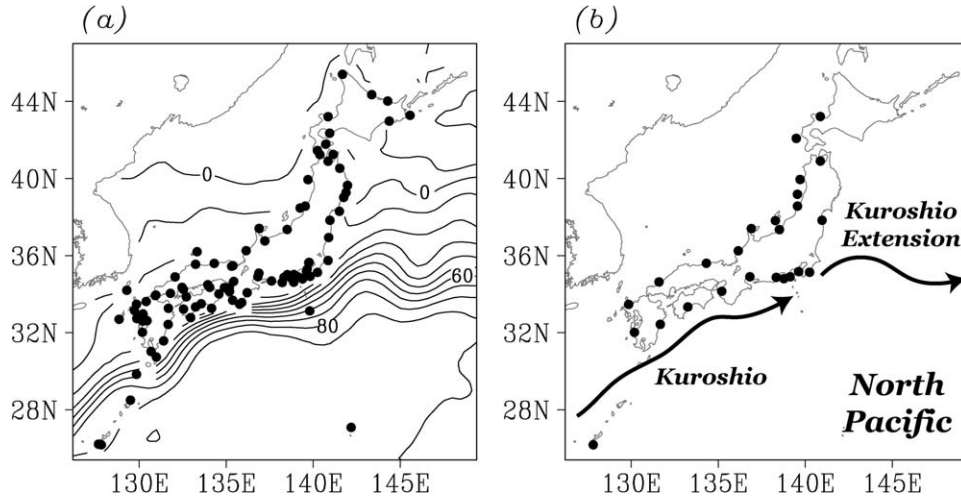 (a)
(b)
44N
40N
36N
32N
28N
0
0
60
80
130E 135E 140E 145E
44N
40N
36N
32N
28N
Kuroshio
Extension
Kuroshio
North
Pacific
130E 135E 140E 145E